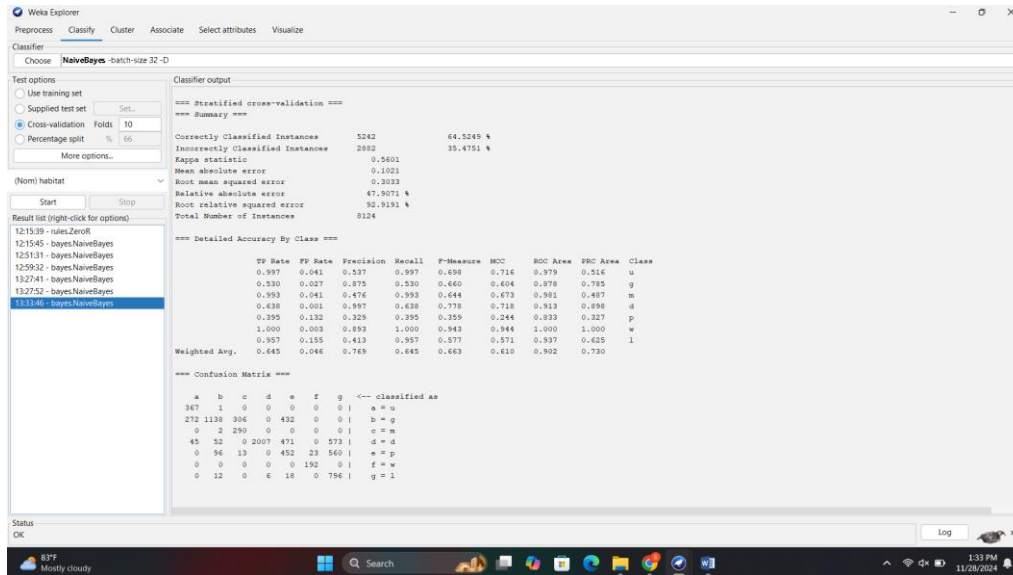 Weka Explorer
Preprocess Classify Cluster Associate Select attributes Visualize
Classifier
Choose NaiveBayes -batch-size 32 -D
Test options
Use training set
Supplied test set Set...
Cross-validation Folds 10
Percentage split % 66
More options...
(Nom) habitat
Start Stop
Result list (right-click for options)
12:15:39 - rules.ZeroR
12:15:45 - bayes.NaiveBayes
12:51:31 - bayes.NaiveBayes
12:59:32 - bayes.NaiveBayes
13:27:41 - bayes.NaiveBayes
13:27:52 - bayes.NaiveBayes
13:33:46 - bayes.NaiveBayes
Classifier output
=== Stratified cross-validation ===
=== Summary ===
Correctly Classified Instances 5242 64.5249 %
Incorrectly Classified Instances 2882 35.4751 %
Kappa statistic 0.5601
Mean absolute error 0.1021
Root mean squared error 0.3033
Relative absolute error 47.9071 %
Root relative squared error 92.9191 %
Total Number of Instances 8124
=== Detailed Accuracy By Class ===
TP Rate FP Rate Precision Recall F-Measure MCC ROC Area PRC Area Class
0.997 0.041 0.537 0.997 0.698 0.716 0.979 0.516 u
0.530 0.027 0.875 0.530 0.660 0.604 0.878 0.785 g
0.993 0.041 0.476 0.993 0.644 0.673 0.981 0.487 m
0.638 0.001 0.997 0.638 0.778 0.718 0.913 0.898 d
0.395 0.132 0.329 0.395 0.359 0.244 0.833 0.327 p
1.000 0.003 0.893 1.000 0.943 0.944 1.000 1.000 w
0.957 0.155 0.413 0.957 0.577 0.571 0.937 0.625 l
Weighted Avg. 0.645 0.046 0.769 0.645 0.663 0.610 0.902 0.730
=== Confusion Matrix ===
a b c d e f g <-- classified as
367 1 0 0 0 0 0 | a = u
272 1138 306 0 432 0 0 | b = g
0 2 290 0 0 0 0 | c = m
45 52 0 2007 471 0 573 | d = d
0 96 13 0 452 23 560 | e = p
0 0 0 0 0 192 0 | f = w
0 12 0 6 18 0 796 | g = l
Status
OK
Log
x
83°F
Mostly cloudy
Search
1:33 PM
11/28/2024